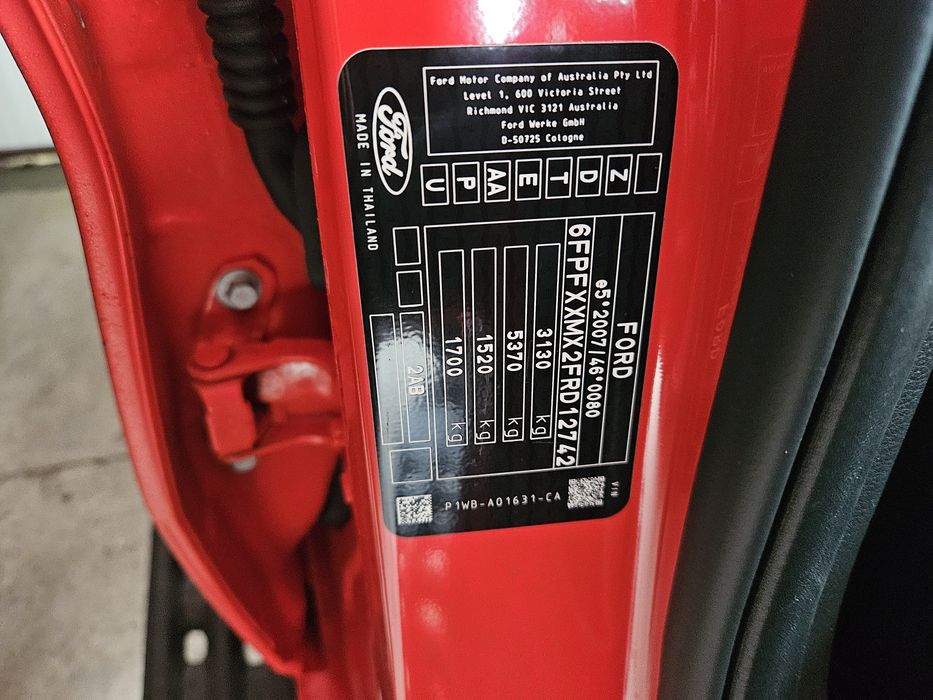 Ford Motor Company of Australia Pty Ltd
Level 1, 600 Victoria Street
Richmond VIC 3121 Australia
Ford Werke GmbH
D-50725 Cologne
Ford
MADE IN THAILAND
U P AA E T D Z
FORD
e5*2007/46*0080
6FPFXXMX2FRD12742
3130 kg
5370 kg
1520 kg
1700 kg
2AB
P1WB-A01631-CA
VIN